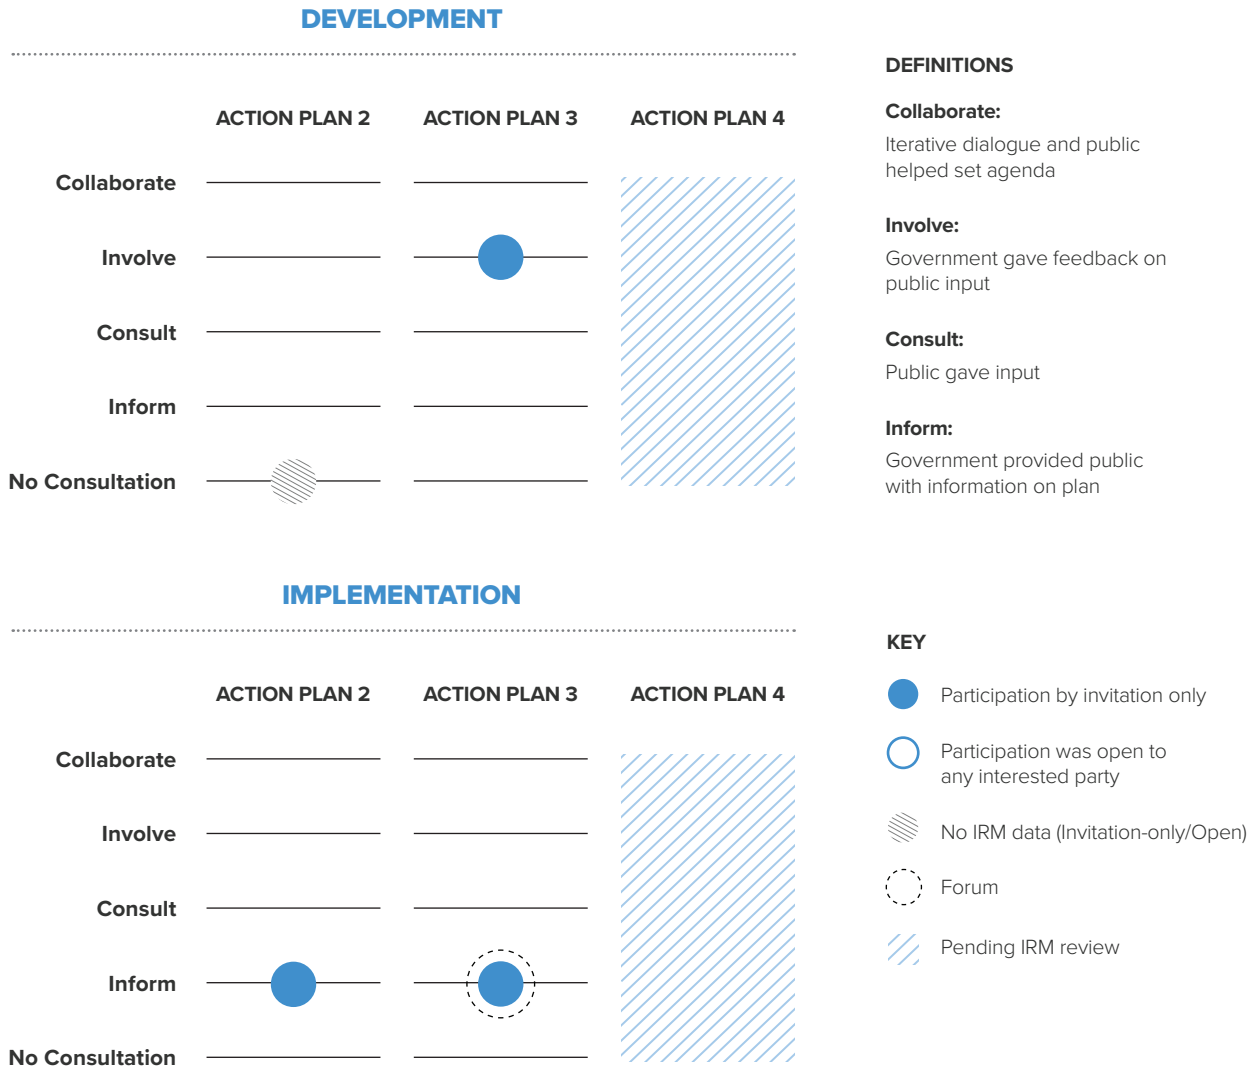 DEVELOPMENT
ACTION PLAN 2
ACTION PLAN 3
ACTION PLAN 4
Collaborate
Involve
Consult
Inform
No Consultation
DEFINITIONS
Collaborate:
Iterative dialogue and public
helped set agenda
Involve:
Government gave feedback on
public input
Consult:
Public gave input
Inform:
Government provided public
with information on plan
IMPLEMENTATION
ACTION PLAN 2
ACTION PLAN 3
ACTION PLAN 4
Collaborate
Involve
Consult
Inform
No Consultation
KEY
Participation by invitation only
Participation was open to
any interested party
No IRM data (Invitation-only/Open)
Forum
Pending IRM review